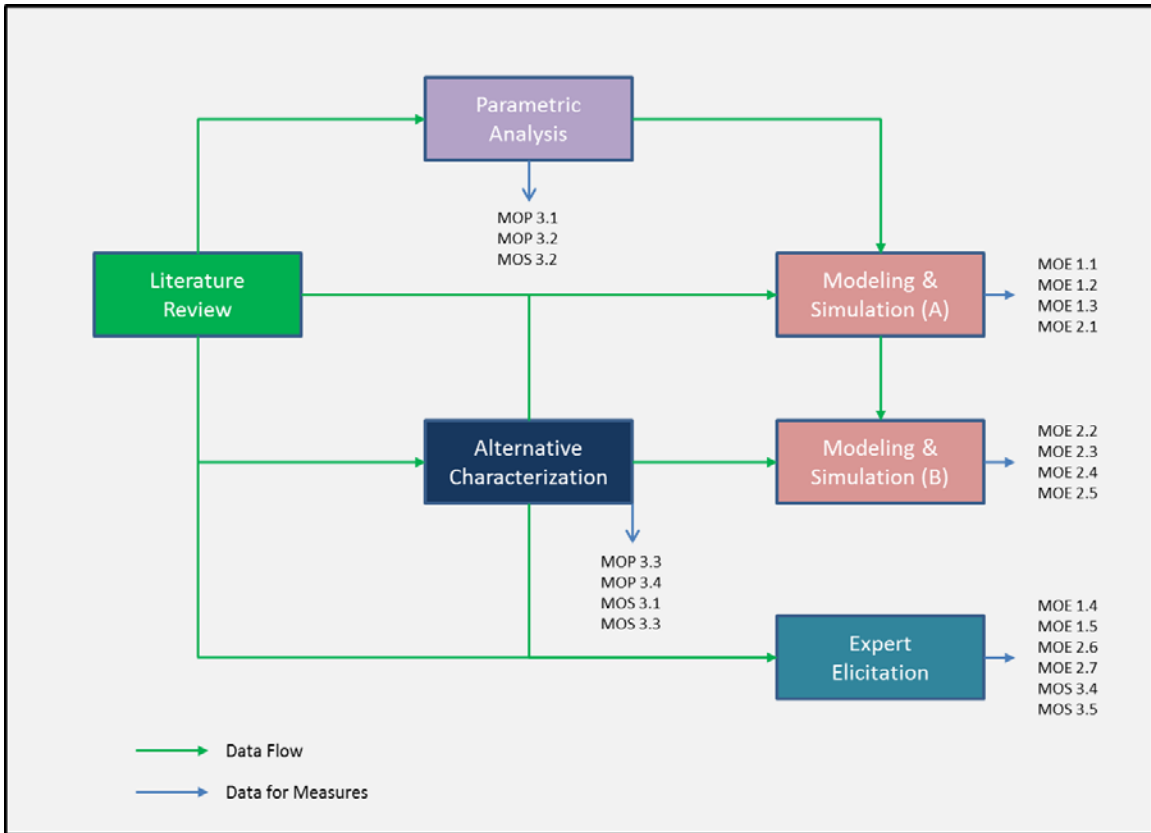 Parametric
Analysis
MOP 3.1
MOP 3.2
MOS 3.2
Literature
Review
Modeling &
Simulation (A)
MOE 1.1
MOE 1.2
MOE 1.3
MOE 2.1
Alternative
Characterization
Modeling &
Simulation (B)
MOE 2.2
MOE 2.3
MOE 2.4
MOE 2.5
MOP 3.3
MOP 3.4
MOS 3.1
MOS 3.3
Expert
Elicitation
MOE 1.4
MOE 1.5
MOE 2.6
MOE 2.7
MOS 3.4
MOS 3.5
Data Flow
Data for Measures